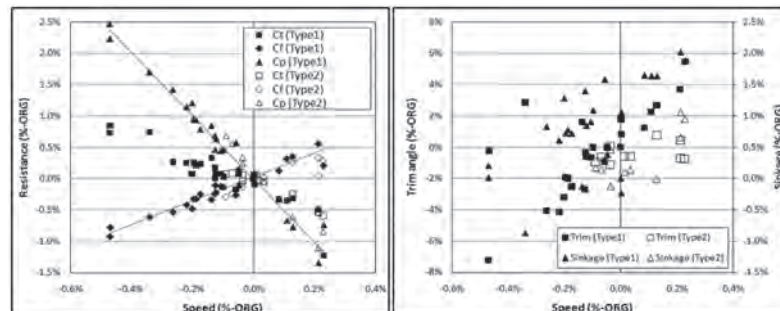 2.5%
2.0%
1.5%
1.0%
0.5%
0.0%
-0.5%
-1.0%
-1.5%
Resistance (%-ORG)
-0.6%
-0.4%
-0.2%
0.0%
0.2%
0.4%
Speed (%-ORG)
Ct (Type1)
Cf (Type1)
Cp (Type1)
Ct (Type2)
Cf (Type2)
Cp (Type2)
8%
6%
4%
2%
0%
-2%
-4%
-6%
-8%
Trim angle (%-ORG)
2.5%
2.0%
1.5%
1.0%
0.5%
0.0%
-0.5%
-1.0%
-1.5%
Sinkage (%-ORG)
-0.6%
-0.4%
-0.2%
0.0%
0.2%
0.4%
Speed (%-ORG)
Trim (Type1)
Trim (Type2)
Sinkage (Type1)
Sinkage (Type2)